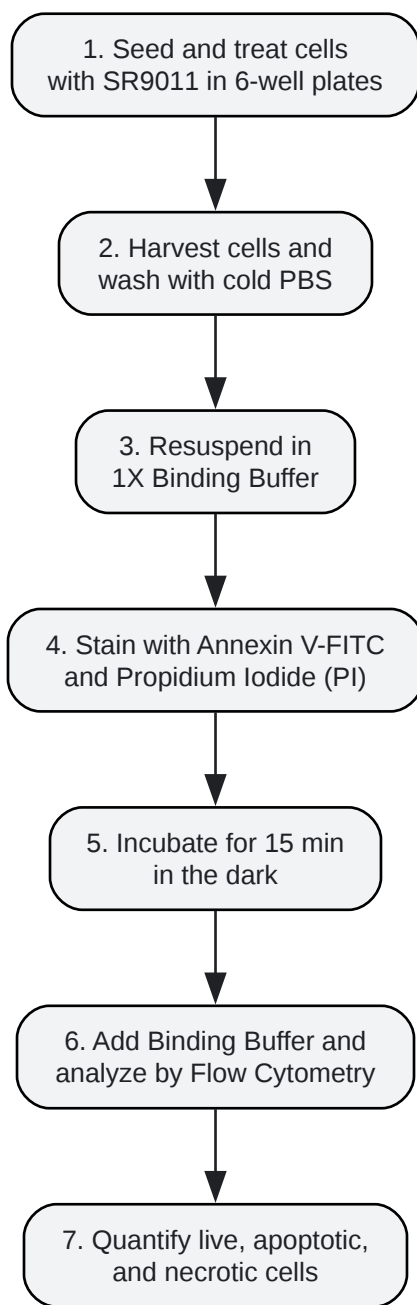 1. Seed and treat cells
with SR9011 in 6-well plates
2. Harvest cells and
wash with cold PBS
3. Resuspend in
1X Binding Buffer
4. Stain with Annexin V-FITC
and Propidium Iodide (PI)
5. Incubate for 15 min
in the dark
6. Add Binding Buffer and
analyze by Flow Cytometry
7. Quantify live, apoptotic,
and necrotic cells